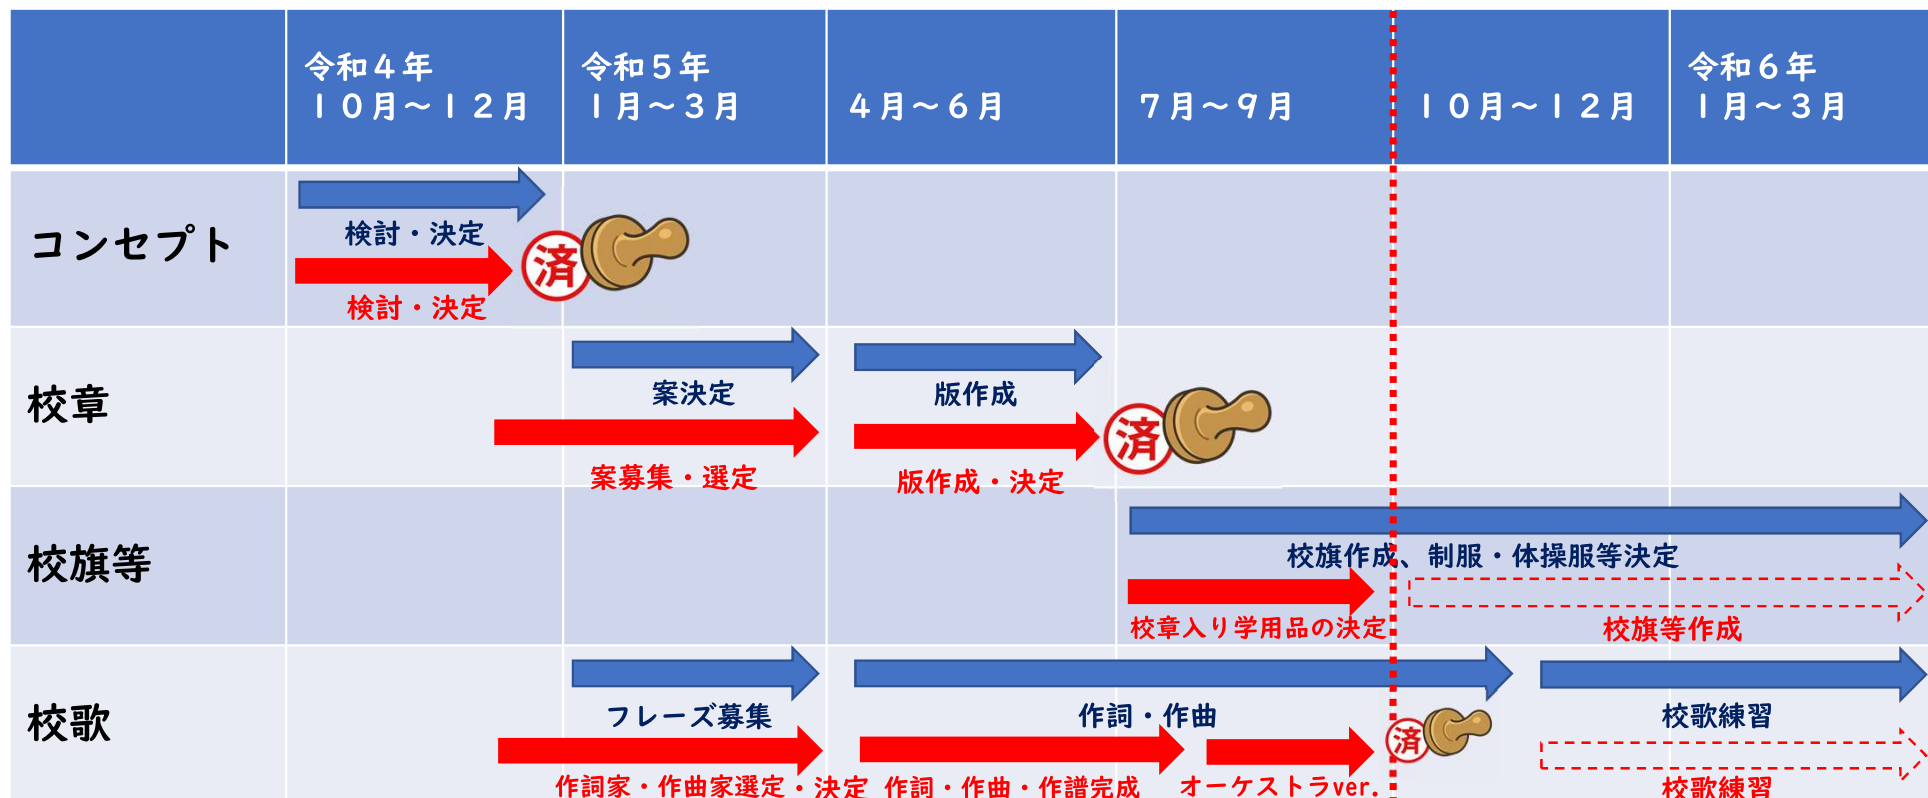 令和４年
１０月～１２月
令和５年
１月～３月
４月～６月
７月～９月
１０月～１２月
令和６年
１月～３月
コンセプト
検討・決定
検討・決定
済
校章
案決定
版作成
案募集・選定
版作成・決定
済
校旗等
校旗作成、制服・体操服等決定
校章入り学用品の決定
校旗等作成
校歌
フレーズ募集
作詞・作曲
校歌練習
作詞家・作曲家選定・決定
作詞・作曲・作譜完成
オーケストラver.
済
校歌練習